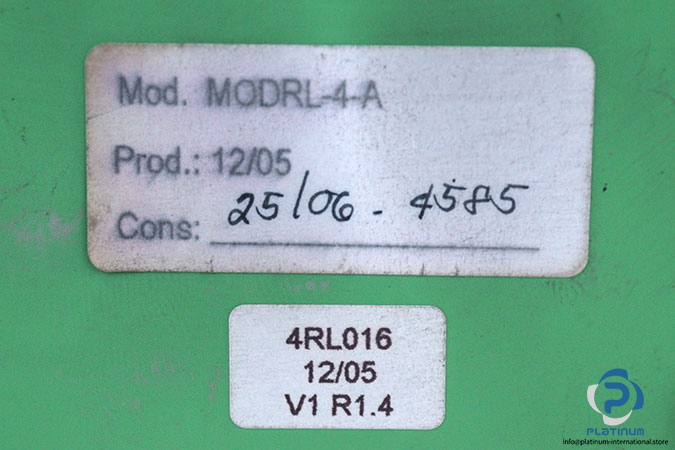 Mod. MODRL-4-A
Prod.: 12/05
Cons: 25/06 - 4585
4RL016
12/05
V1 R1.4
PLATINUM
info@platinum-international.store